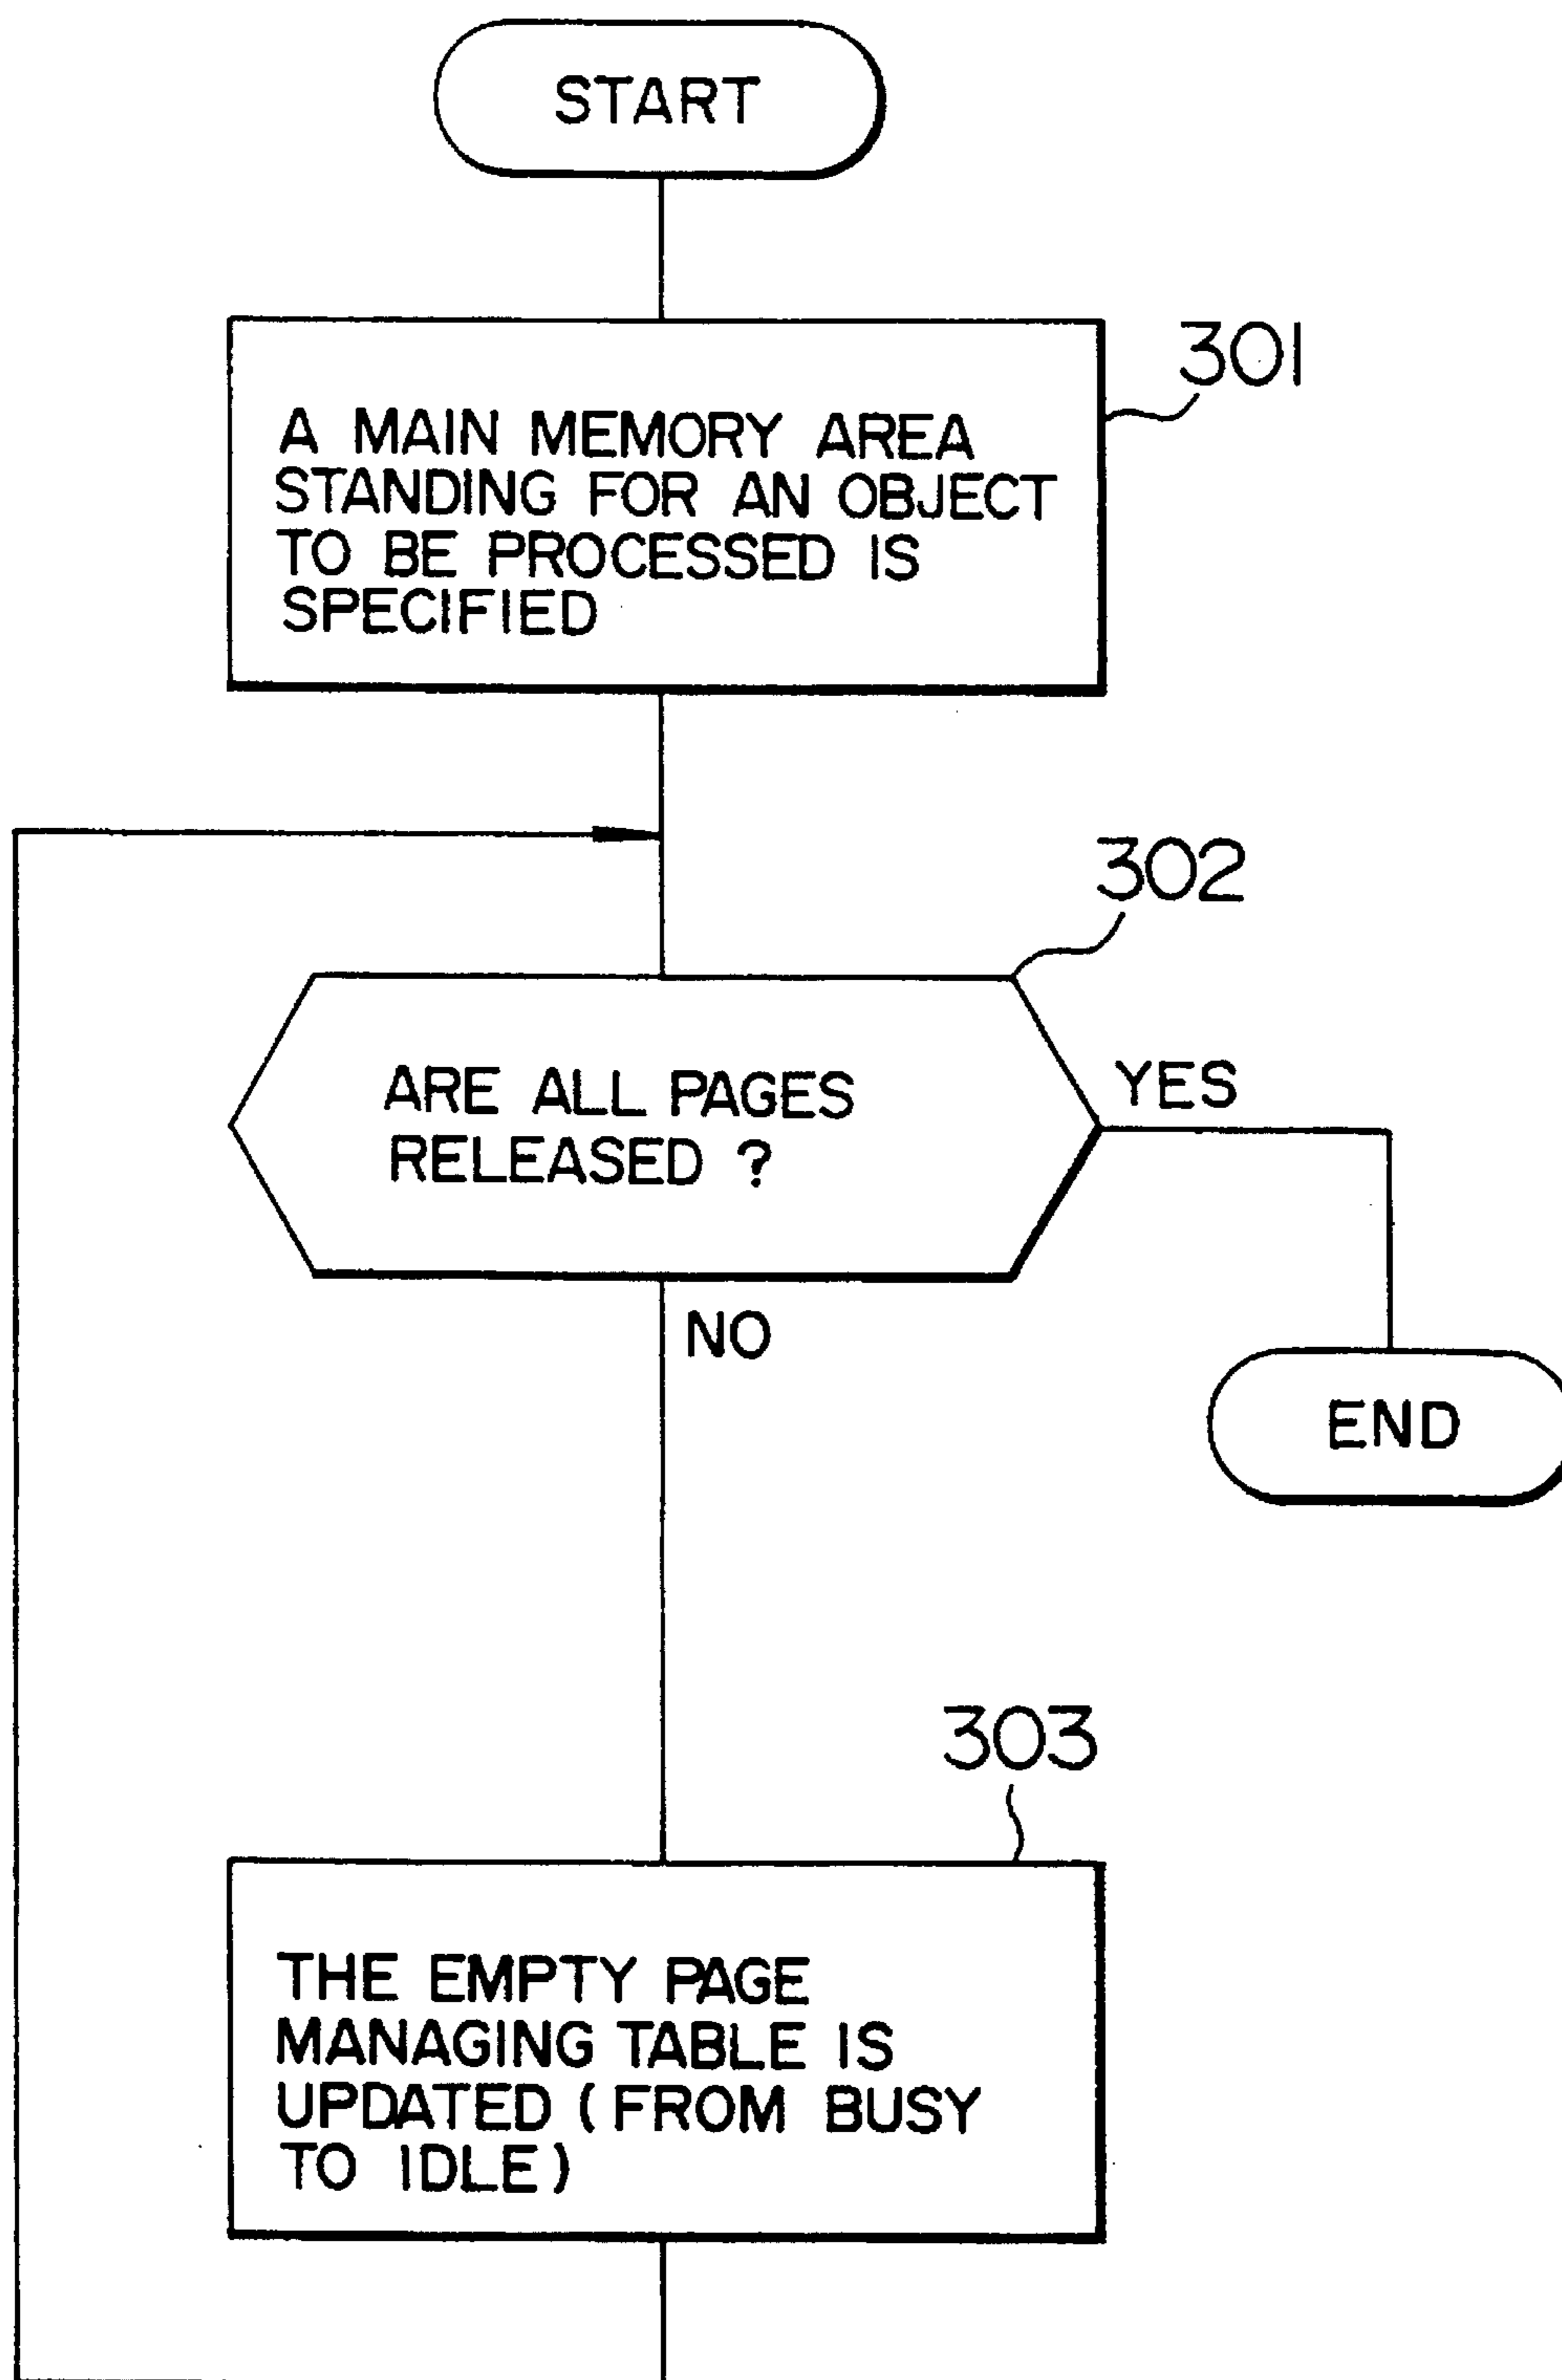 START
301
A MAIN MEMORY AREA
STANDING FOR AN OBJECT
TO BE PROCESSED IS
SPECIFIED
302
ARE ALL PAGES
RELEASED ?
YES
NO
END
303
THE EMPTY PAGE
MANAGING TABLE IS
UPDATED (FROM BUSY
TO IDLE)